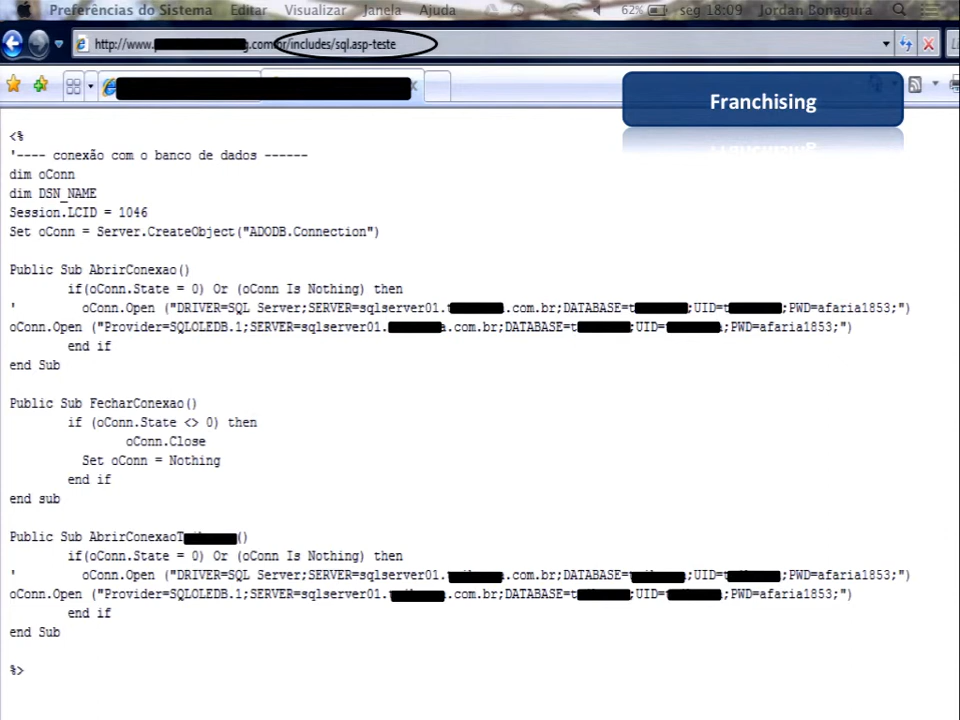 Preferências do Sistema Editar Visualizar Janela Ajuda 62% seg 18:09 Jordan Bonagura
http://www. g.com.br/includes/sql.asp-teste
Franchising
<%
'---- conexão com o banco de dados ------
dim oConn
dim DSN_NAME
Session.LCID = 1046
Set oConn = Server.CreateObject("ADODB.Connection")
Public Sub AbrirConexao()
if(oConn.State = 0) Or (oConn Is Nothing) then
' oConn.Open ("DRIVER=SQL Server;SERVER=sqlserver01.t .com.br;DATABASE=t ;UID=t ;PWD=afaria1853;")
oConn.Open ("Provider=SQLOLEDB.1;SERVER=sqlserver01. a.com.br;DATABASE=t ;UID= ;PWD=afaria1853;")
end if
end Sub
Public Sub FecharConexao()
if (oConn.State <> 0) then
oConn.Close
Set oConn = Nothing
end if
end sub
Public Sub AbrirConexaoT ()
if(oConn.State = 0) Or (oConn Is Nothing) then
' oConn.Open ("DRIVER=SQL Server;SERVER=sqlserver01. .com.br;DATABASE= ;UID= ;PWD=afaria1853;")
oConn.Open ("Provider=SQLOLEDB.1;SERVER=sqlserver01. .com.br;DATABASE=t ;UID= ;PWD=afaria1853;")
end if
end Sub
%>